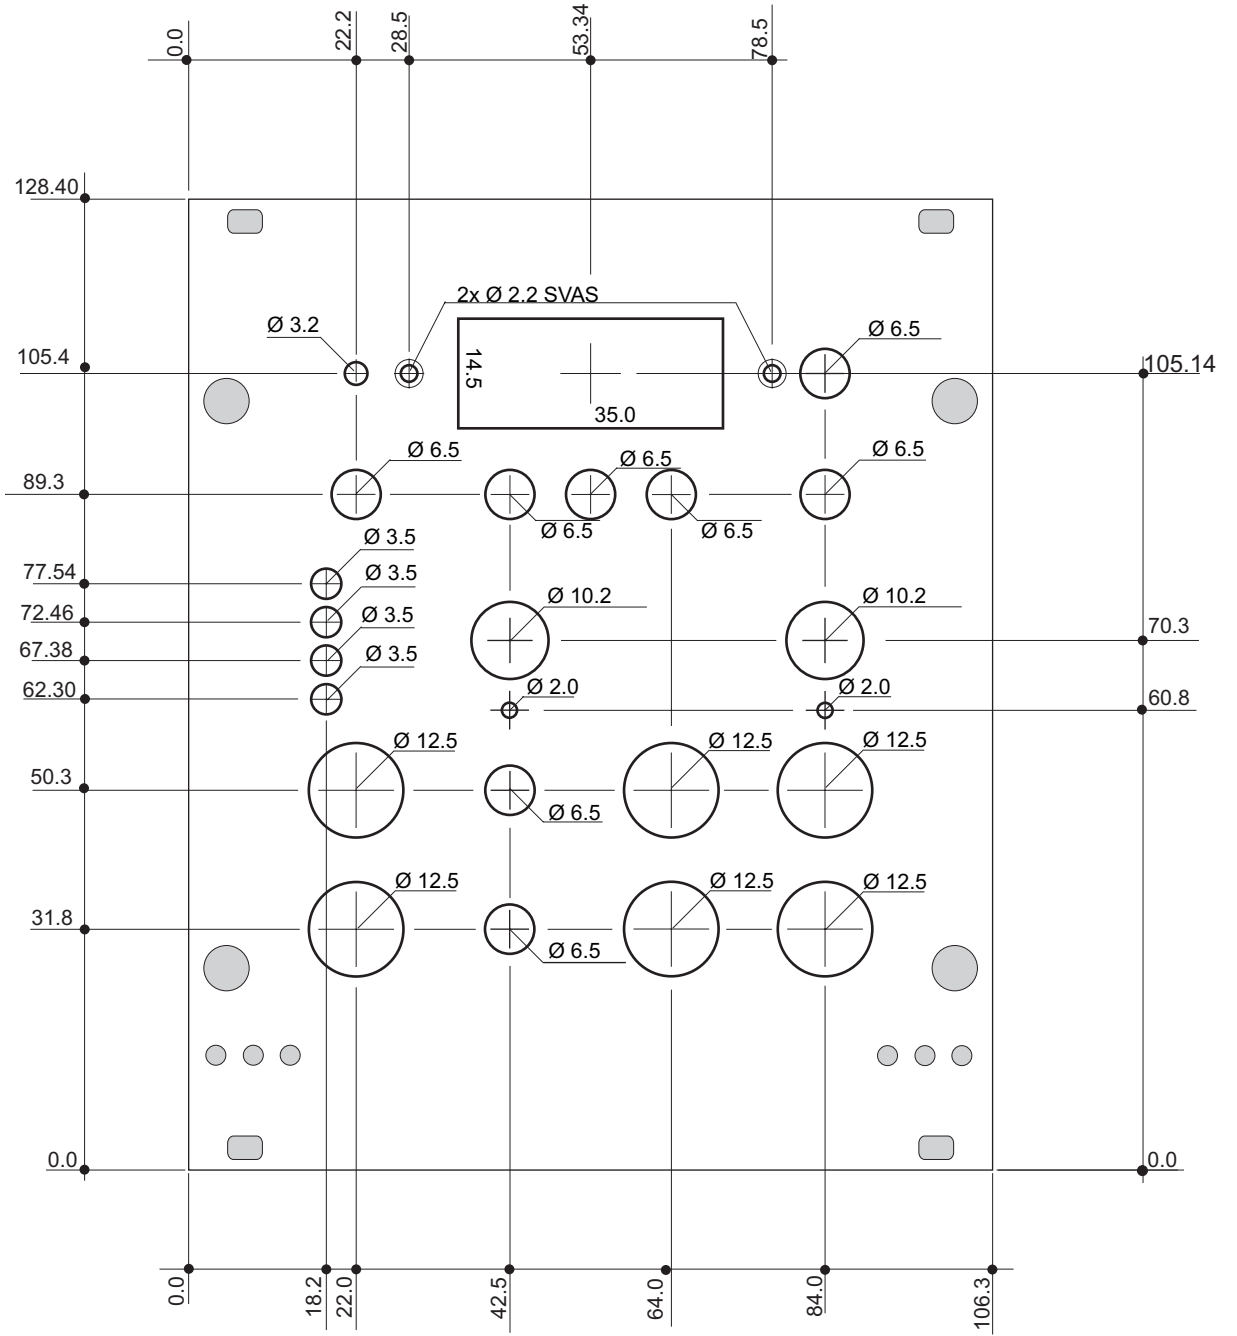 0.0
22.2
28.5
53.34
78.5
128.40
2x Ø 2.2 SVAS
Ø 3.2
Ø 6.5
105.4
14.5
105.14
35.0
Ø 6.5
Ø 6.5
Ø 6.5
89.3
Ø 6.5
Ø 6.5
Ø 3.5
77.54
Ø 3.5
72.46
Ø 10.2
Ø 10.2
Ø 3.5
70.3
67.38
Ø 3.5
62.30
Ø 2.0
Ø 2.0
60.8
Ø 12.5
Ø 12.5
Ø 12.5
50.3
Ø 6.5
Ø 12.5
Ø 12.5
Ø 12.5
31.8
Ø 6.5
0.0
0.0
0.0
18.2
22.0
42.5
64.0
84.0
106.3